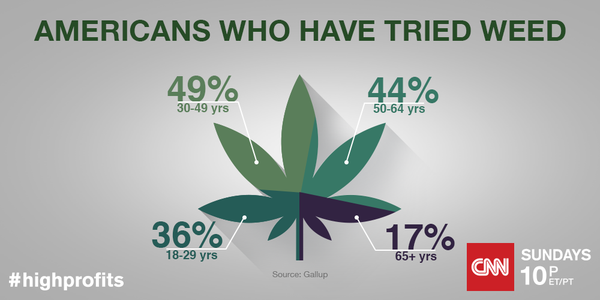 AMERICANS WHO HAVE TRIED WEED
49%
30-49 yrs
44%
50-64 yrs
36%
18-29 yrs
17%
65+ yrs
Source: Gallup
#highprofits
CNN
SUNDAYS
10P ET/PT